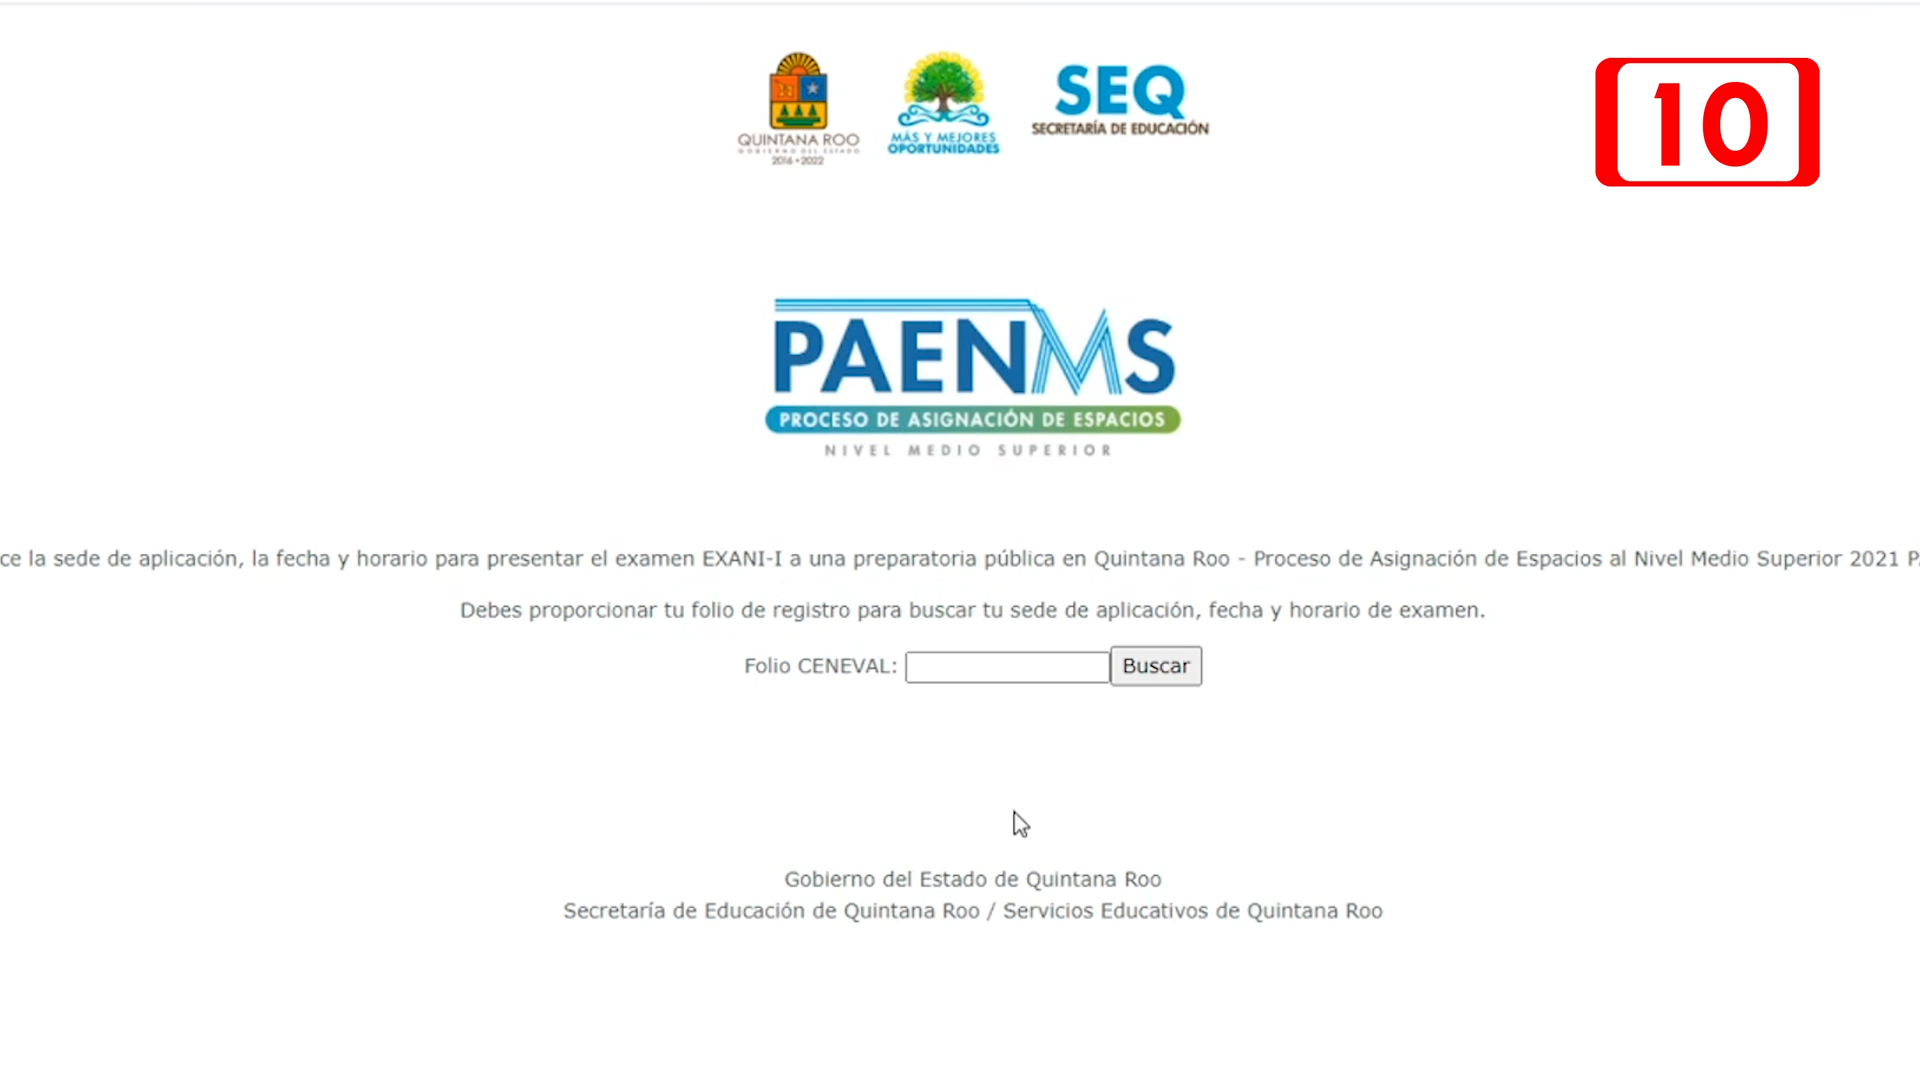 QUINTANA ROO
GOBIERNO DEL ESTADO
2016 • 2022
MÁS Y MEJORES
OPORTUNIDADES
SEQ
SECRETARÍA DE EDUCACIÓN
10
PAENMS
PROCESO DE ASIGNACIÓN DE ESPACIOS
NIVEL MEDIO SUPERIOR
ce la sede de aplicación, la fecha y horario para presentar el examen EXANI-I a una preparatoria pública en Quintana Roo - Proceso de Asignación de Espacios al Nivel Medio Superior 2021 P
Debes proporcionar tu folio de registro para buscar tu sede de aplicación, fecha y horario de examen.
Folio CENEVAL: Buscar
Gobierno del Estado de Quintana Roo
Secretaría de Educación de Quintana Roo / Servicios Educativos de Quintana Roo